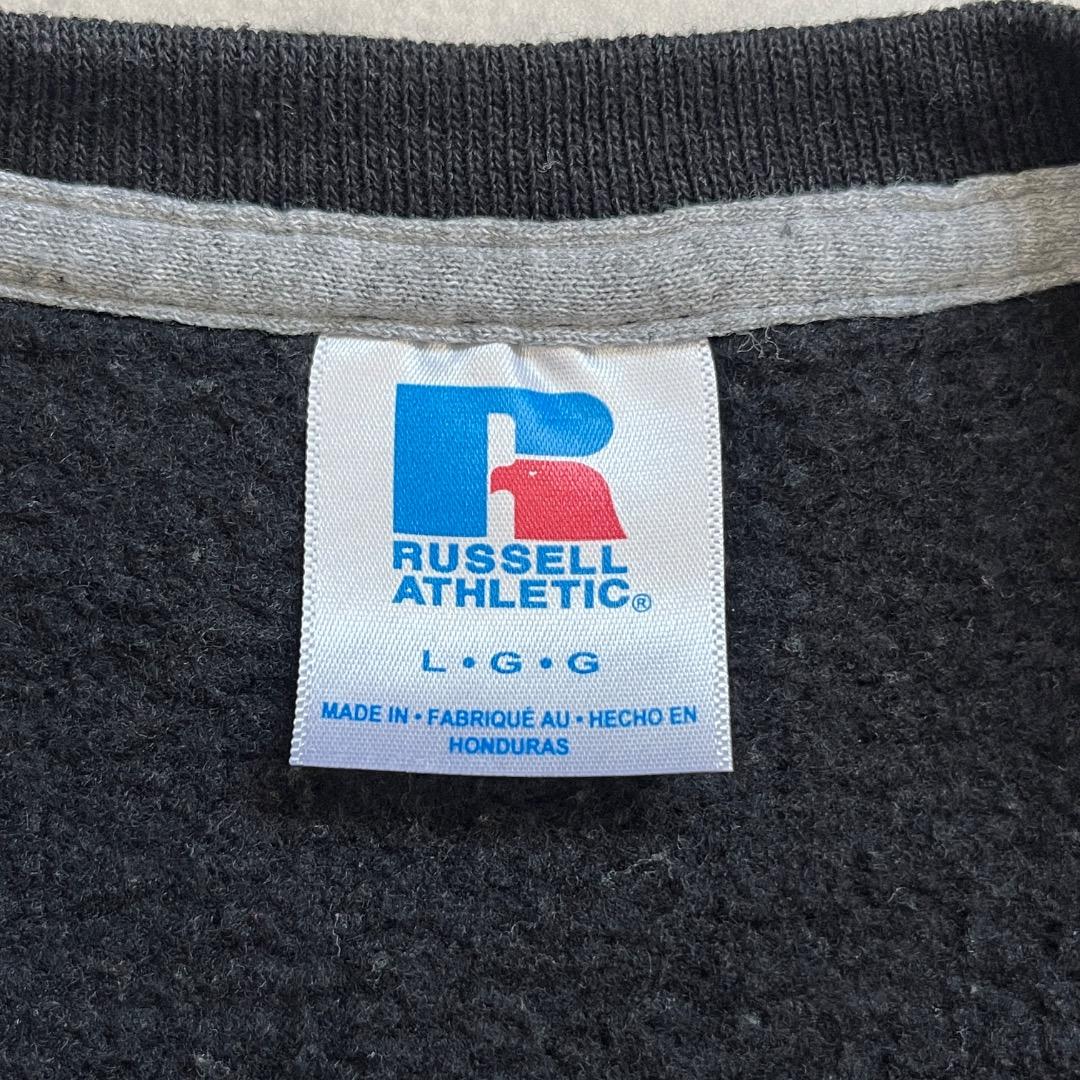 RUSSELL
ATHLETIC®
L • G • G
MADE IN • FABRIQUÉ AU • HECHO EN
HONDURAS